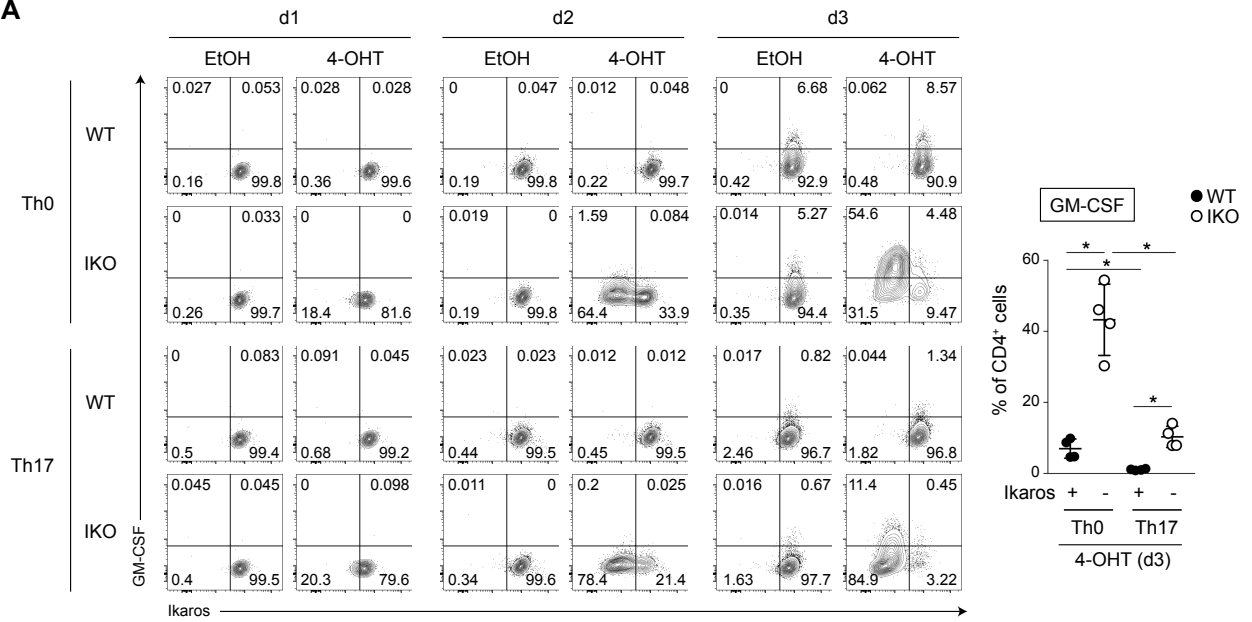 A
d1 d2 d3
EtOH 4-OHT EtOH 4-OHT EtOH 4-OHT
0.027 0.053 0.028 0.028 0 0.047 0.012 0.048 0 6.68 0.062 8.57
WT
0.16 99.8 0.36 99.6 0.19 99.8 0.22 99.7 0.42 92.9 0.48 90.9
Th0
0 0.033 0 0 0.019 0 1.59 0.084 0.014 5.27 54.6 4.48
IKO
0.26 99.7 18.4 81.6 0.19 99.8 64.4 33.9 0.35 94.4 31.5 9.47
0 0.083 0.091 0.045 0.023 0.023 0.012 0.012 0.017 0.82 0.044 1.34
WT
0.5 99.4 0.68 99.2 0.44 99.5 0.45 99.5 2.46 96.7 1.82 96.8
Th17
0.045 0.045 0 0.098 0.011 0 0.2 0.025 0.016 0.67 11.4 0.45
IKO
0.4 99.5 20.3 79.6 0.34 99.6 78.4 21.4 1.63 97.7 84.9 3.22
GM-CSF
Ikaros
GM-CSF
WT
IKO
* *
*
*
% of CD4+ cells
60
40
20
0
Ikaros + - + -
Th0 Th17
4-OHT (d3)